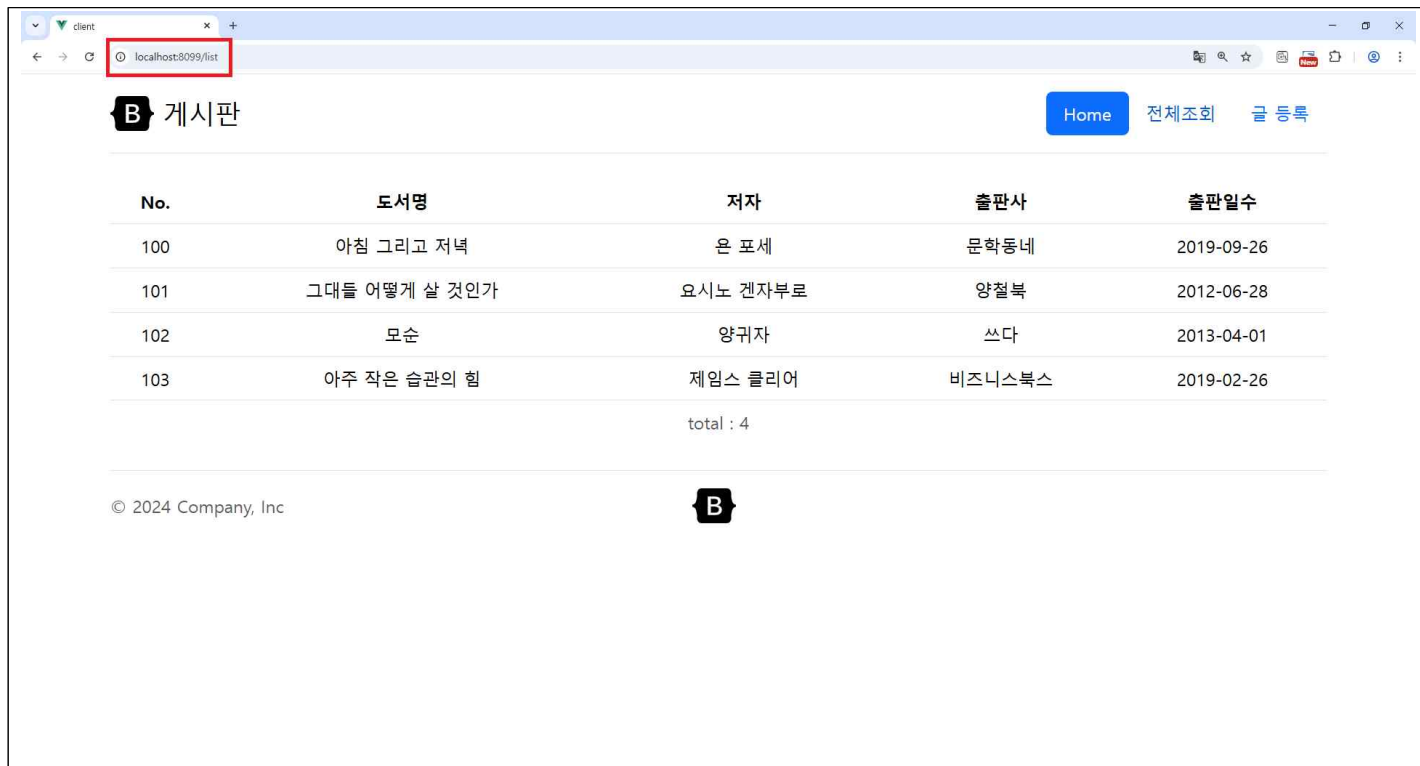 client
localhost:8099/list
New
B 게시판
Home 전체조회 글 등록
No. 도서명 저자 출판사 출판일수
100 아침 그리고 저녁 욘 포세 문학동네 2019-09-26
101 그대들 어떻게 살 것인가 요시노 겐자부로 양철북 2012-06-28
102 모순 양귀자 쓰다 2013-04-01
103 아주 작은 습관의 힘 제임스 클리어 비즈니스북스 2019-02-26
total : 4
© 2024 Company, Inc B